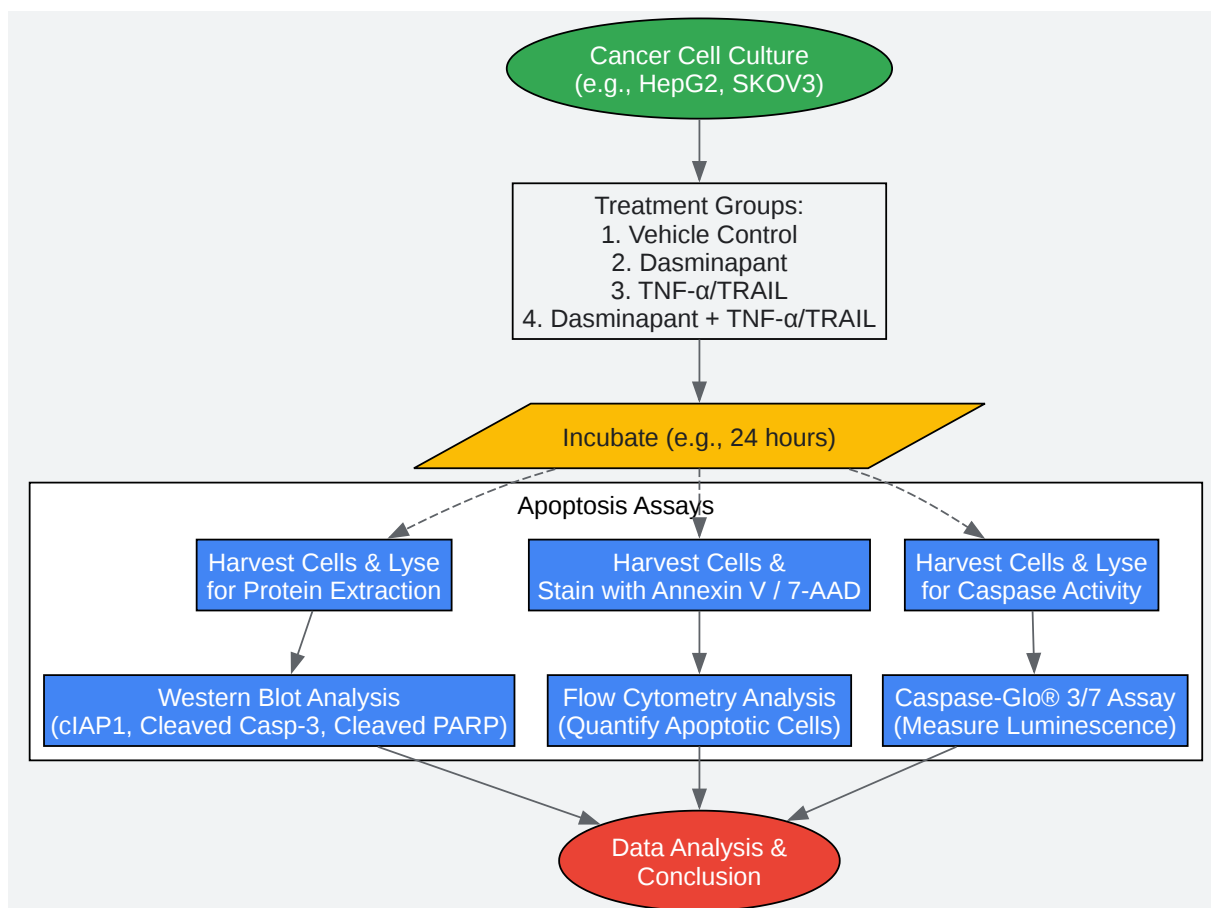 Cancer Cell Culture
(e.g., HepG2, SKOV3)
Treatment Groups:
1. Vehicle Control
2. Dasminapant
3. TNF-α/TRAIL
4. Dasminapant + TNF-α/TRAIL
Incubate (e.g., 24 hours)
Apoptosis Assays
Harvest Cells & Lyse
for Protein Extraction
Harvest Cells &
Stain with Annexin V / 7-AAD
Harvest Cells & Lyse
for Caspase Activity
Western Blot Analysis
(cIAP1, Cleaved Casp-3, Cleaved PARP)
Flow Cytometry Analysis
(Quantify Apoptotic Cells)
Caspase-Glo® 3/7 Assay
(Measure Luminescence)
Data Analysis &
Conclusion